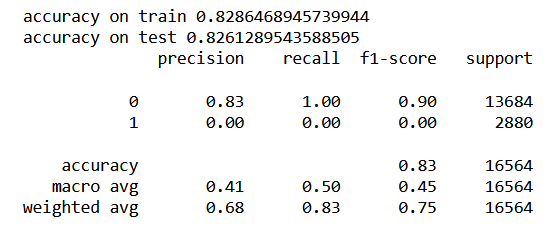 accuracy on train 0.8286468945739944
accuracy on test 0.8261289543588505
precision recall f1-score support
0 0.83 1.00 0.90 13684
1 0.00 0.00 0.00 2880
accuracy 0.83 16564
macro avg 0.41 0.50 0.45 16564
weighted avg 0.68 0.83 0.75 16564